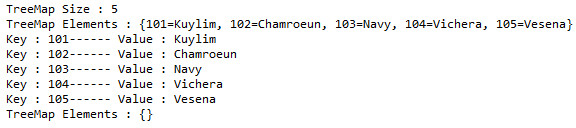 TreeMap Size : 5
TreeMap Elements : {101=Kuylim, 102=Chamroeun, 103=Navy, 104=Vichera, 105=Vesena}
Key : 101------ Value : Kuylim
Key : 102------ Value : Chamroeun
Key : 103------ Value : Navy
Key : 104------ Value : Vichera
Key : 105------ Value : Vesena
TreeMap Elements : {}